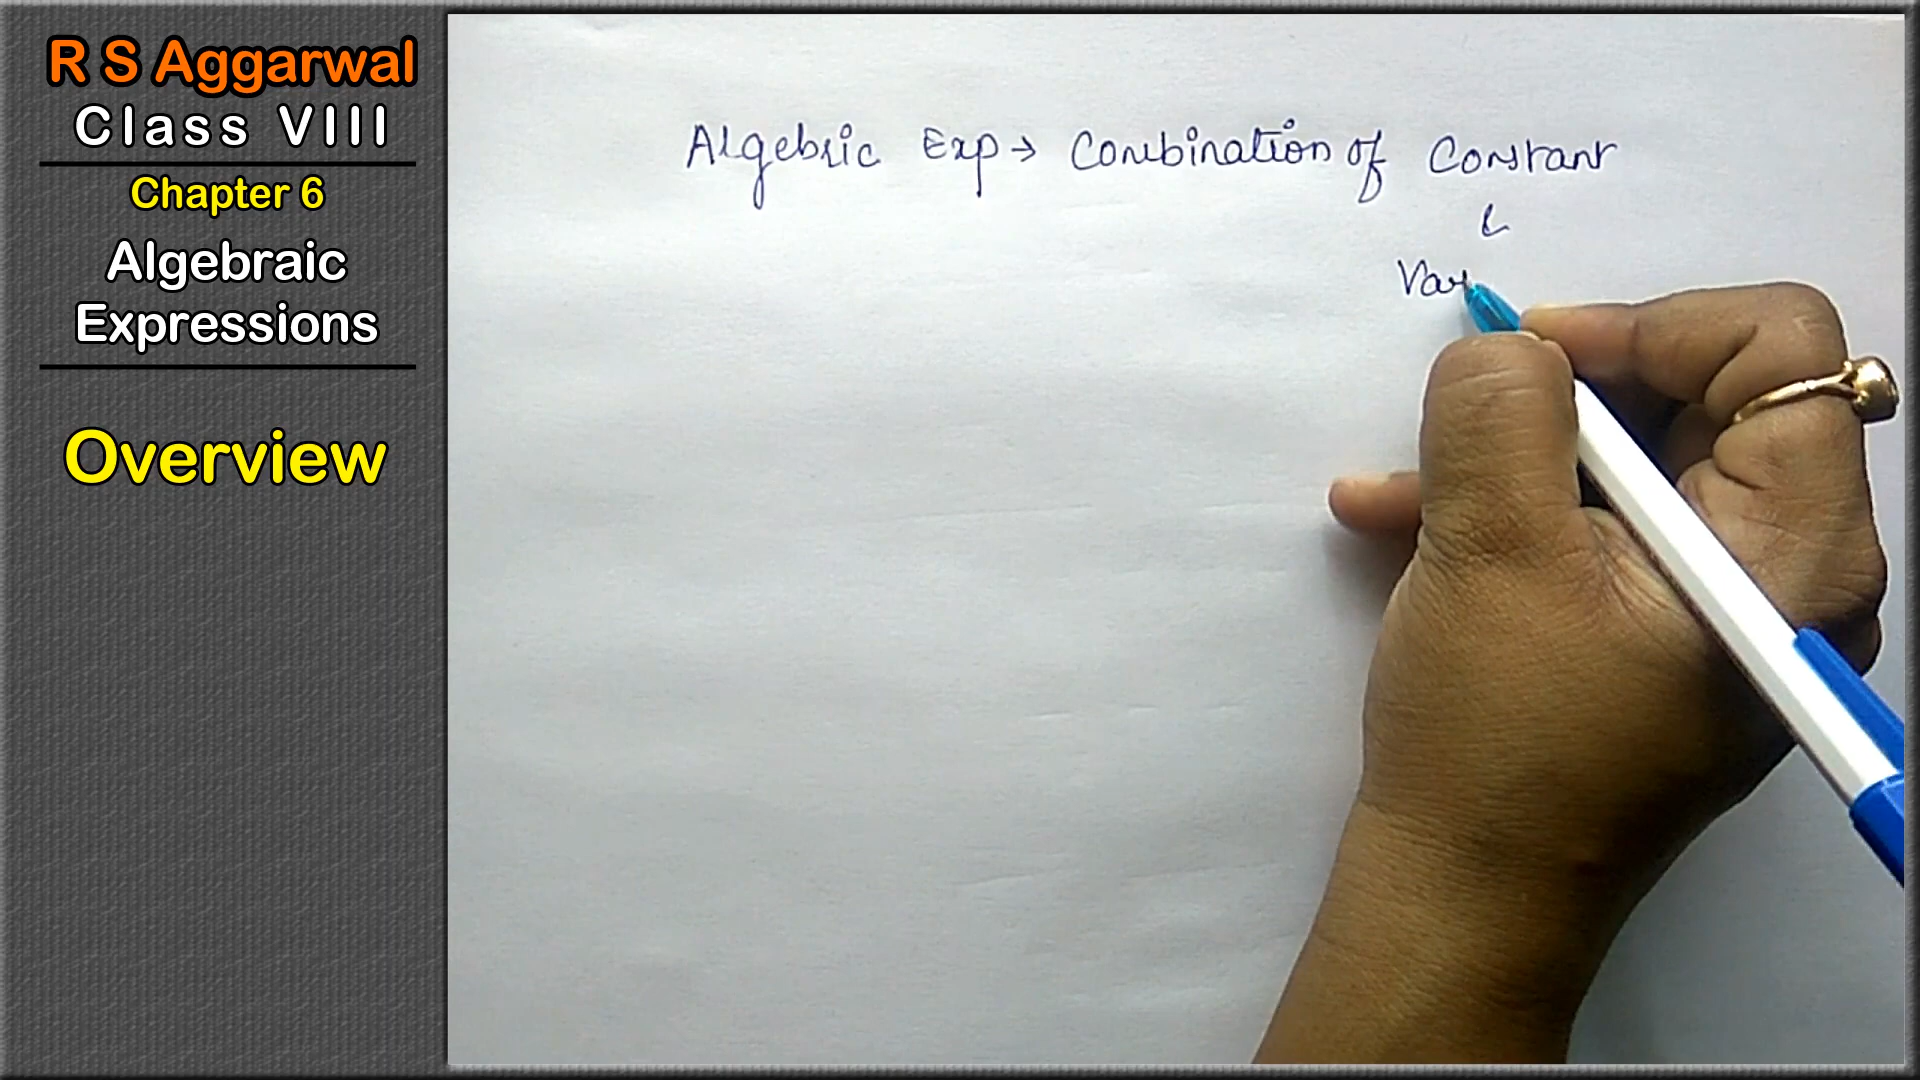 R S Aggarwal
Class VIII
Chapter 6
Algebraic
Expressions
Overview
Algebric Exp → Combination of Constant
&
Var